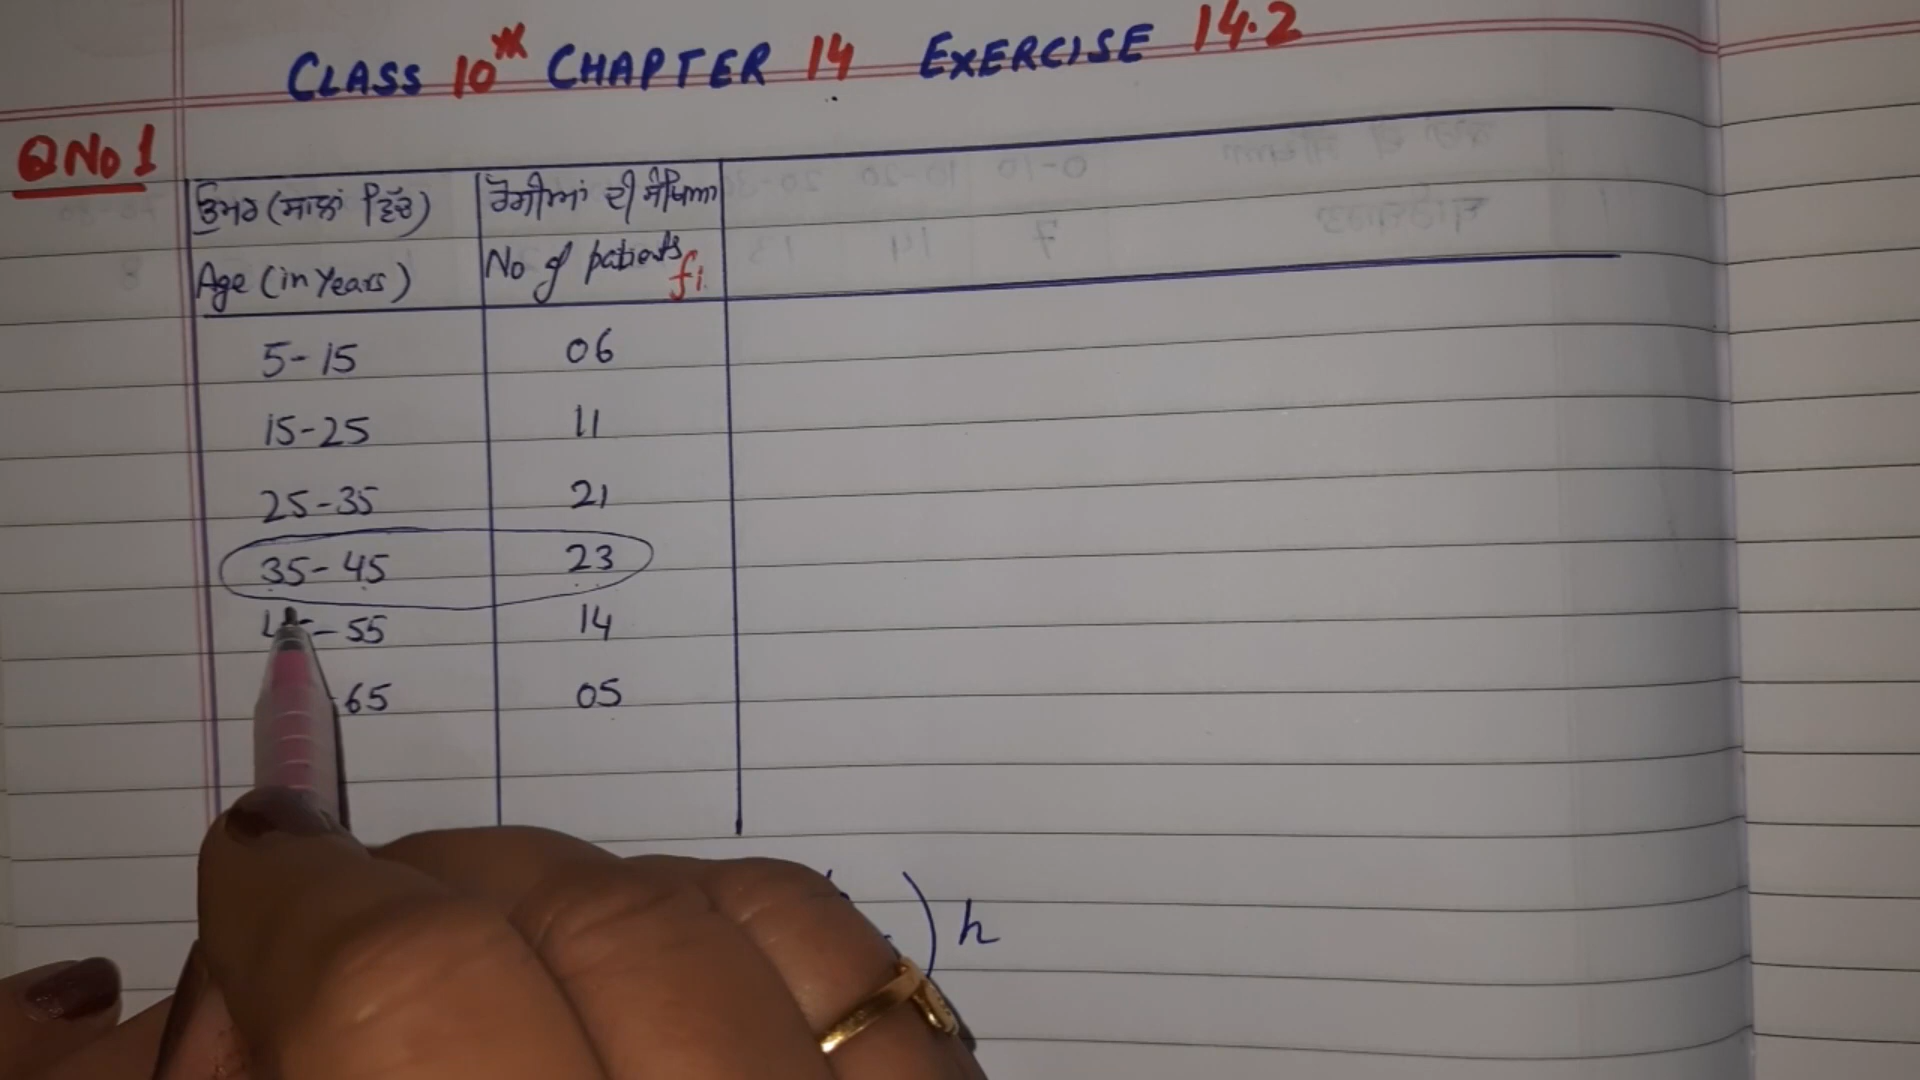 CLASS 10th CHAPTER 14 EXERCISE 14.2
Q No 1
ਉਮਰ (ਸਾਲਾਂ ਵਿੱਚ) ਰੋਗੀਆਂ ਦੀ ਸੰਖਿਆ
Age (in Years) No of patients fi
5-15 06
15-25 11
25-35 21
35-45 23
-55 14
-65 05
) h